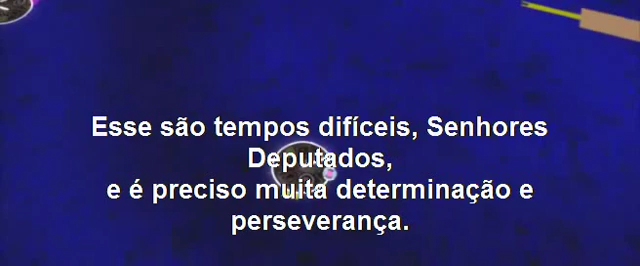 Esse são tempos difíceis, Senhores
Deputados,
e é preciso muita determinação e
perseverança.